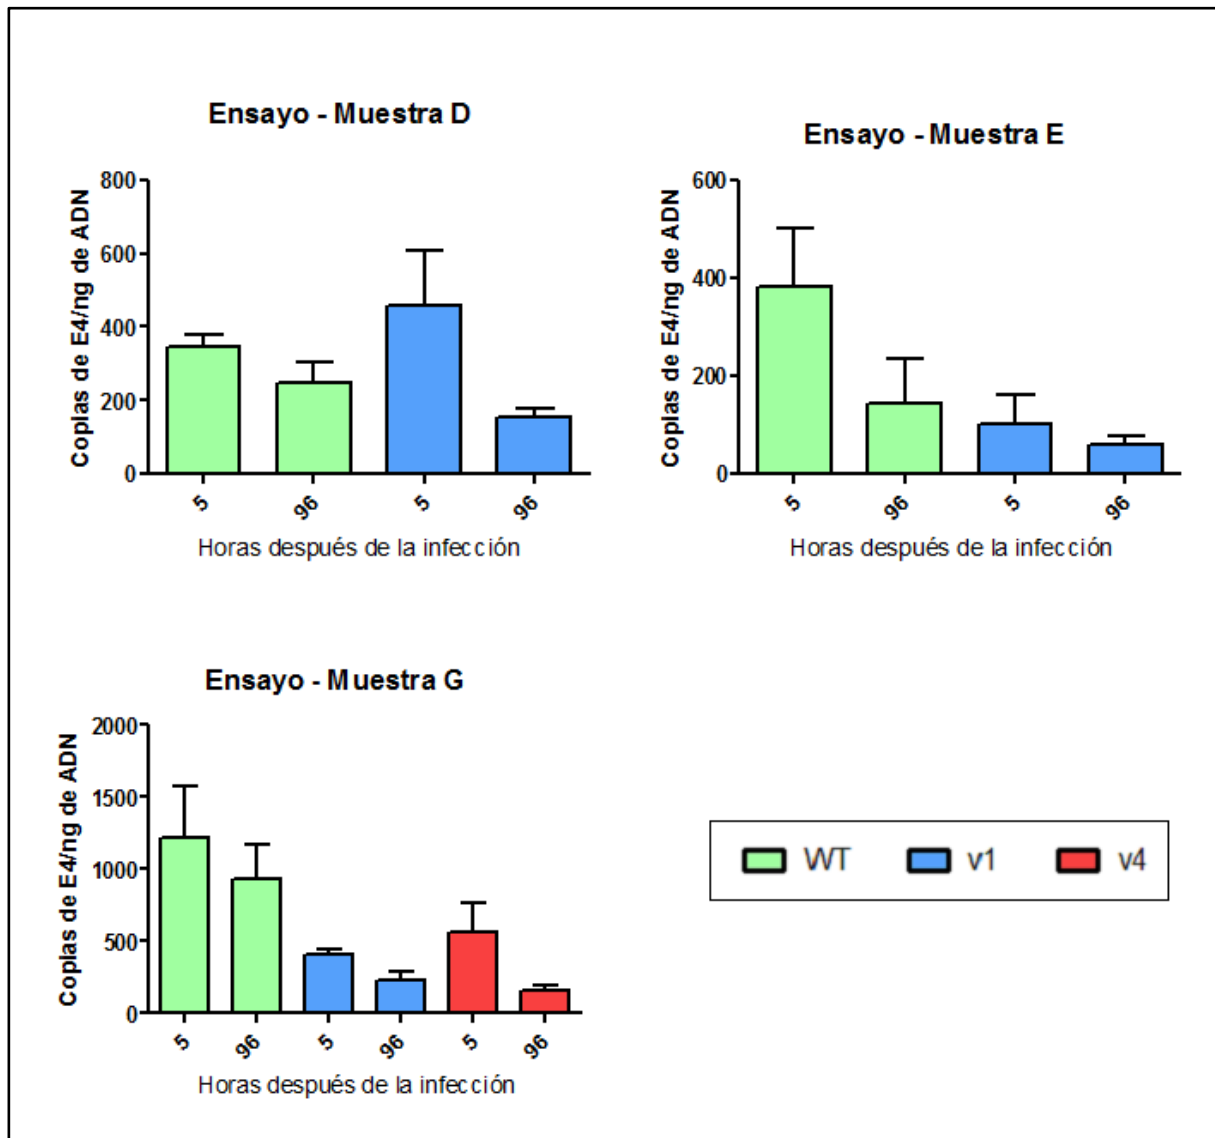 Ensayo - Muestra D
Coplas de E4/ng de ADN
800
600
400
200
0
5
96
5
96
Horas después de la infección
Ensayo - Muestra E
Coplas de E4/ng de ADN
600
400
200
0
5
96
5
96
Horas después de la infección
Ensayo - Muestra G
Coplas de E4/ng de ADN
2000
1500
1000
500
0
5
96
5
96
5
96
Horas después de la infección
WT
v1
v4